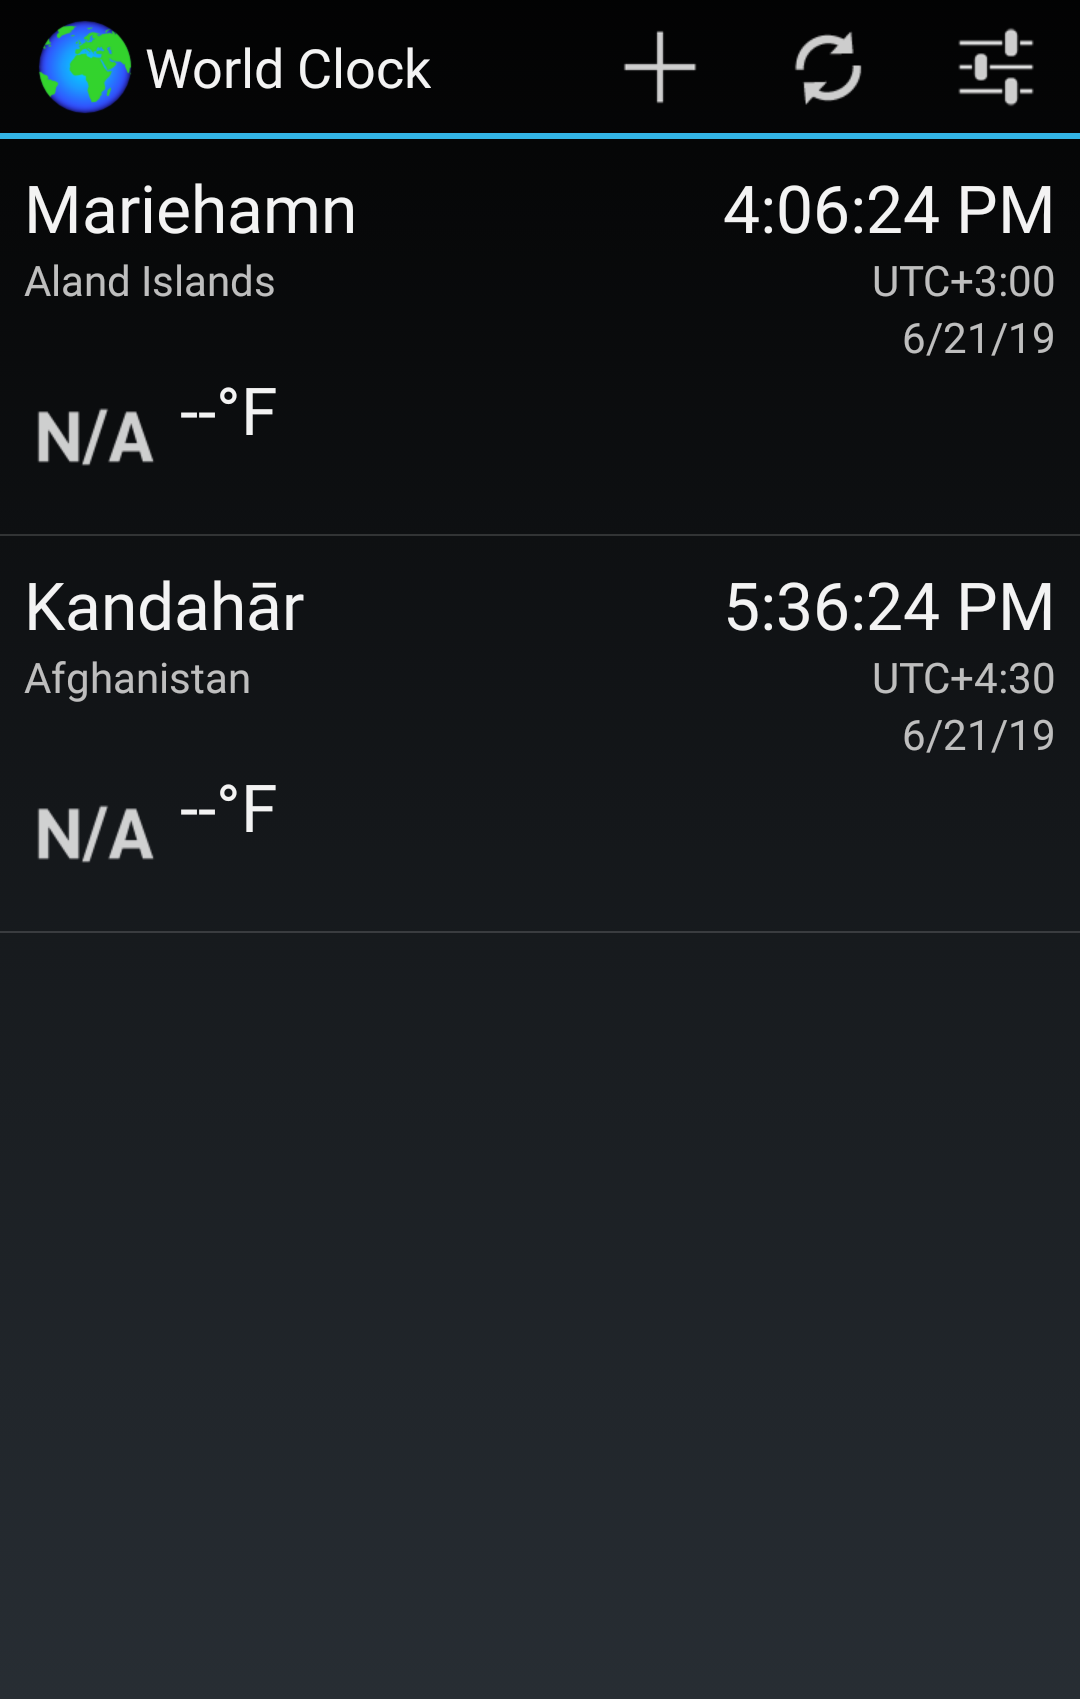 World Clock
Mariehamn 4:06:24 PM
Aland Islands UTC+3:00
6/21/19
N/A --°F
Kandahār 5:36:24 PM
Afghanistan UTC+4:30
6/21/19
N/A --°F